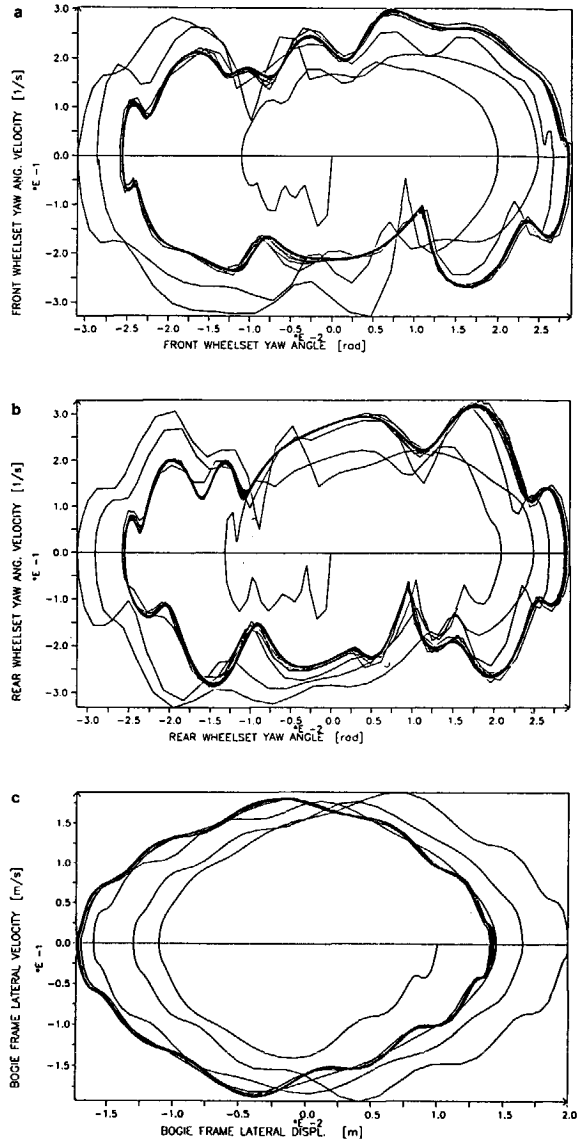 a
3.0
2.0
1.0
0.0
-1.0
-2.0
-3.0
FRONT WHEELSET YAW ANG. VELOCITY [1/s]
*E -1
-3.0 -2.5 -2.0 -1.5 -1.0 -0.5 0.0 0.5 1.0 1.5 2.0 2.5
*E -2
FRONT WHEELSET YAW ANGLE [rad]
b
3.0
2.0
1.0
0.0
-1.0
-2.0
-3.0
REAR WHEELSET YAW ANG. VELOCITY [1/s]
*E -1
-3.0 -2.5 -2.0 -1.5 -1.0 -0.5 0.0 0.5 1.0 1.5 2.0 2.5
*E -2
REAR WHEELSET YAW ANGLE [rad]
c
1.5
1.0
0.5
0.0
-0.5
-1.0
-1.5
BOGIE FRAME LATERAL VELOCITY [m/s]
*E -1
-1.5 -1.0 -0.5 0.0 0.5 1.0 1.5 2.0
*E -2
BOGIE FRAME LATERAL DISPL. [m]